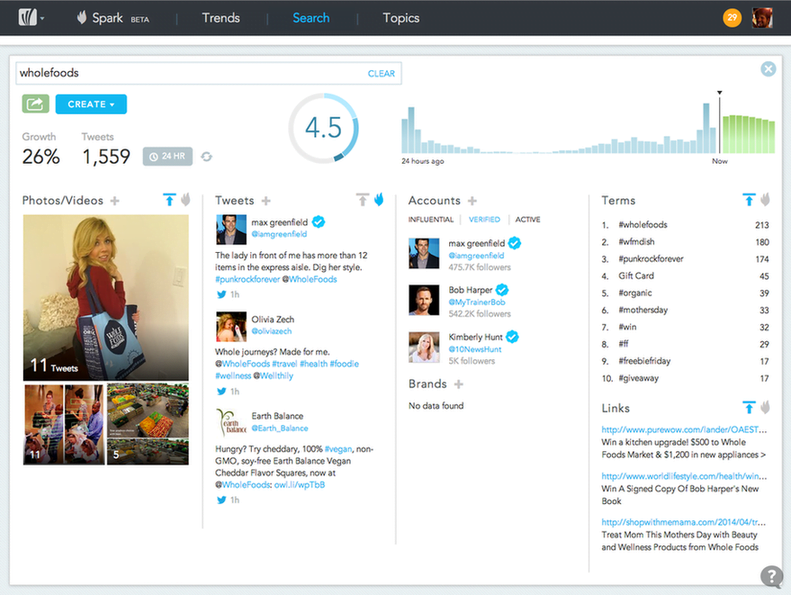 Spark BETA
Trends
Search
Topics
29
wholefoods
CLEAR
CREATE
Growth
Tweets
26%
1,559
24 HR
4.5
24 hours ago
Now
Photos/Videos
11 Tweets
11
5
Tweets
max greenfield
@iamgreenfield
The lady in front of me has more than 12
items in the express aisle. Dig her style.
#punkrockforever @WholeFoods
1h
Olivia Zech
@oliviazech
Whole journeys? Made for me.
@WholeFoods #travel #health #foodie
#wellness @Wellthily
1h
earth
balance
Earth Balance
@Earth_Balance
Hungry? Try cheddary, 100% #vegan, non-
GMO, soy-free Earth Balance Vegan
Cheddar Flavor Squares, now at
@WholeFoods: owl.li/wpTbB
1h
Accounts
INFLUENTIAL
VERIFIED
ACTIVE
max greenfield
@iamgreenfield
475.7K followers
Bob Harper
@MyTrainerBob
542.2K followers
Kimberly Hunt
@10NewsHunt
5K followers
Brands
No data found
Terms
1. #wholefoods 213
2. #wfmdish 180
3. #punkrockforever 174
4. Gift Card 45
5. #organic 39
6. #mothersday 33
7. #win 32
8. #ff 29
9. #freebiefriday 17
10. #giveaway 17
Links
http://www.purewow.com/lander/OAEST...
Win a kitchen upgrade! $500 to Whole
Foods Market & $1,200 in new appliances >
http://www.worldlifestyle.com/health/win...
Win A Signed Copy Of Bob Harper's New
Book
http://shopwithmemama.com/2014/04/tr...
Treat Mom This Mothers Day with Beauty
and Wellness Products from Whole Foods
?